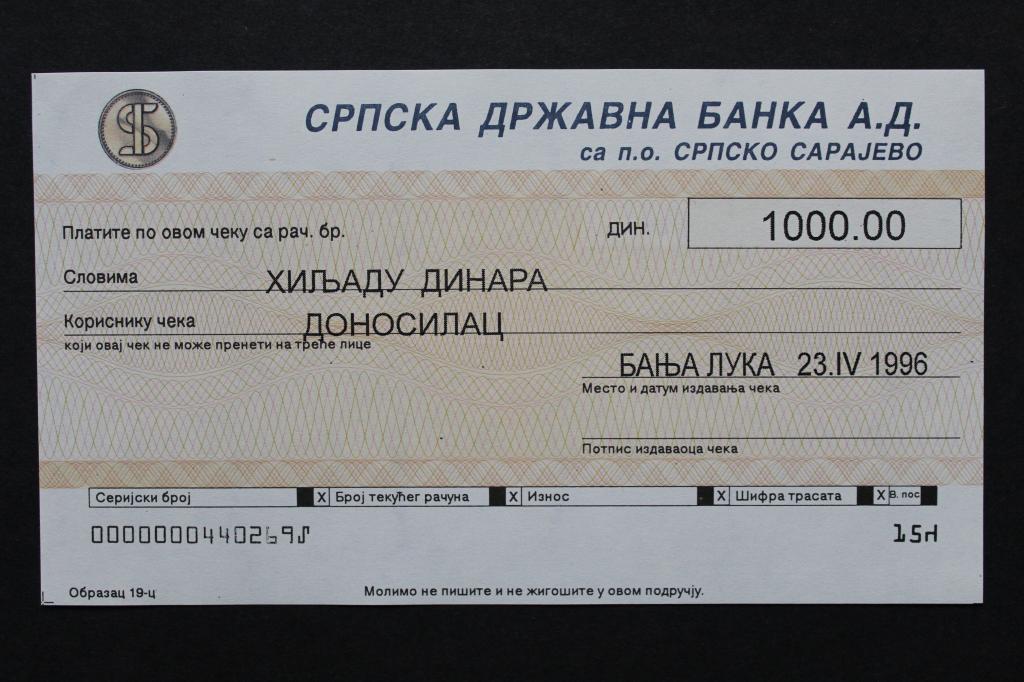 СРПСКА ДРЖАВНА БАНКА А.Д.
са п.о. СРПСКО САРАЈЕВО
Платите по овом чеку са рач. бр.
ДИН. 1000.00
Словима ХИЉАДУ ДИНАРА
Кориснику чека ДОНОСИЛАЦ
који овај чек не може пренети на треће лице
БАЊА ЛУКА 23.IV 1996
Место и датум издавања чека
Потпис издаваоца чека
Серијски број X Број текућег рачуна X Износ X Шифра трасата X В. пос
0000000440269
15
Образац 19-ц Молимо не пишите и не жигошите у овом подручју.